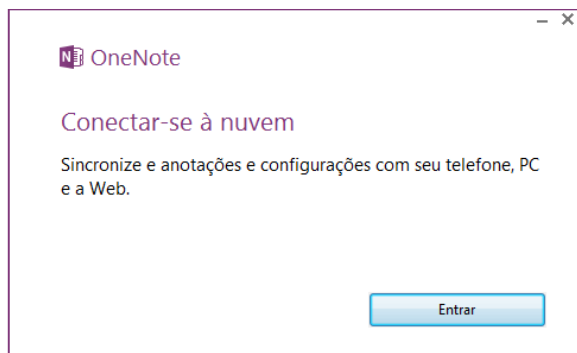 OneNote
Conectar-se à nuvem
Sincronize e anotações e configurações com seu telefone, PC
e a Web.
Entrar